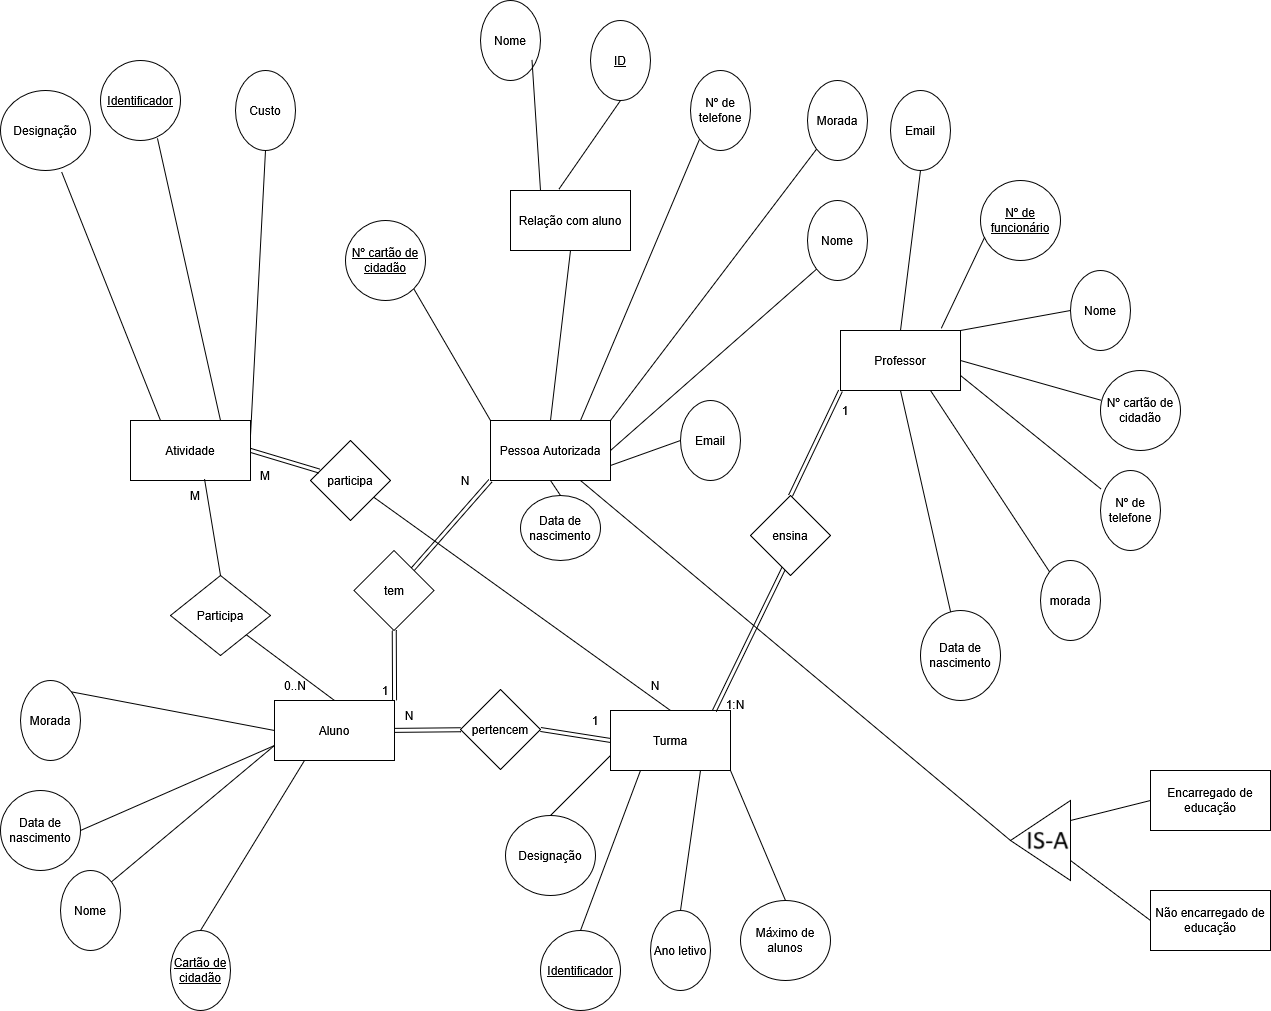 Nome
ID
Nº de
telefone
Designação
Identificador
Custo
Morada
Email
Nº de
funcionário
Relação com aluno
Nº cartão de
cidadão
Nome
Nome
Professor
Nº cartão de
cidadão
1
Atividade
Pessoa Autorizada
Email
M
participa
N
M
Data de
nascimento
Nº de
telefone
ensina
tem
morada
Participa
Data de
nascimento
0..N
1
N
1:N
Morada
Aluno
N
pertencem
1
Turma
Data de
nascimento
Encarregado de
educação
IS-A
Designação
Nome
Não encarregado de
educação
Máximo de
alunos
Ano letivo
Cartão de
cidadão
Identificador